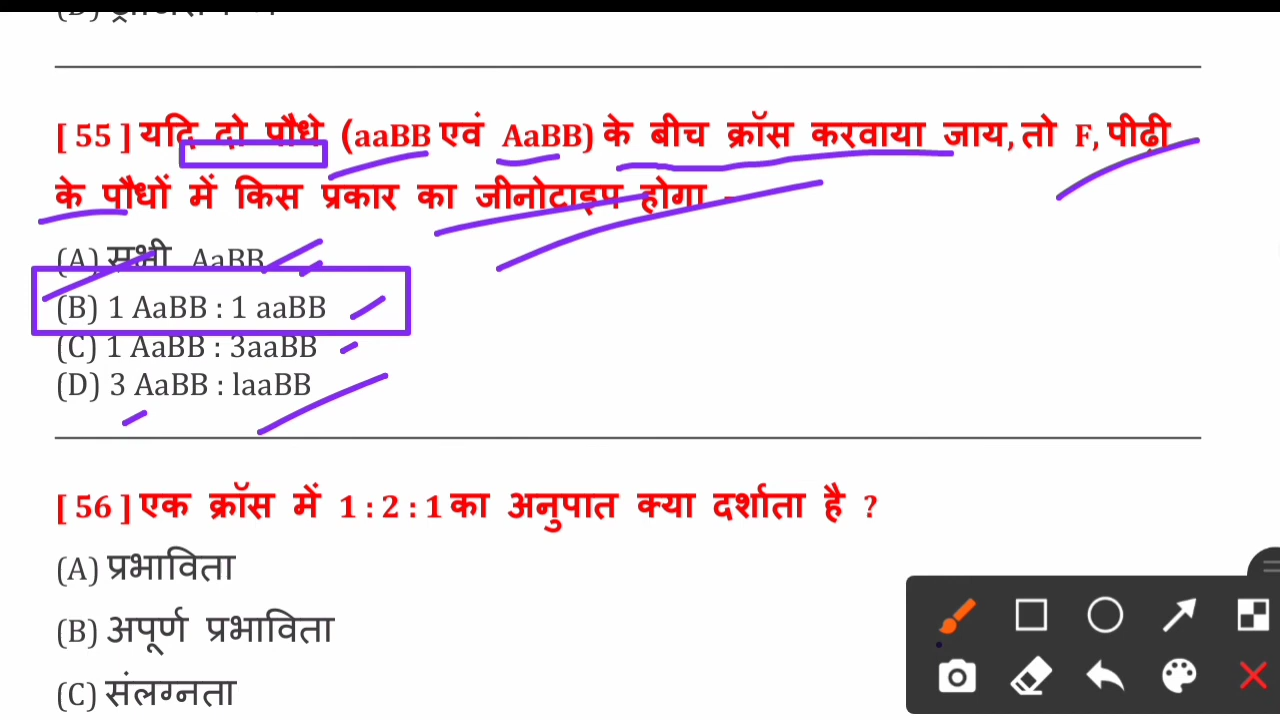 [ 55 ] यदि दो पौधे (aaBB एवं AaBB) के बीच क्रॉस करवाया जाय, तो F, पीढ़ी
के पौधों में किस प्रकार का जीनोटाइप होगा –
(A) सभी AaBB
(B) 1 AaBB : 1 aaBB
(C) 1 AaBB : 3aaBB
(D) 3 AaBB : laaBB
[ 56 ] एक क्रॉस में 1 : 2 : 1 का अनुपात क्या दर्शाता है ?
(A) प्रभाविता
(B) अपूर्ण प्रभाविता
(C) संलग्नता